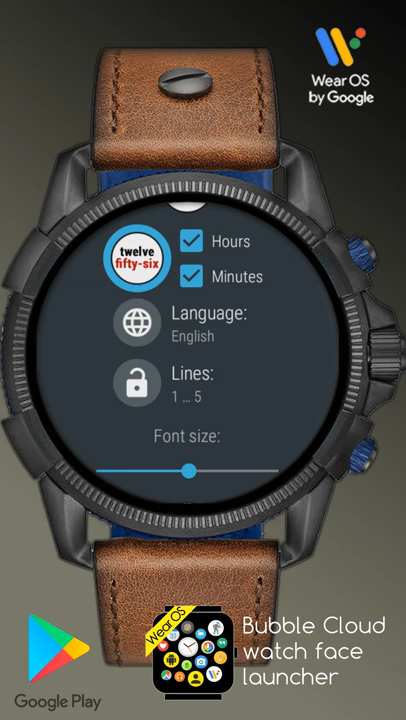 Wear OS
by Google
twelve
fifty-six
Hours
Minutes
Language:
English
Lines:
1 ... 5
Font size:
Google Play
Wear OS
Bubble Cloud
watch face
launcher